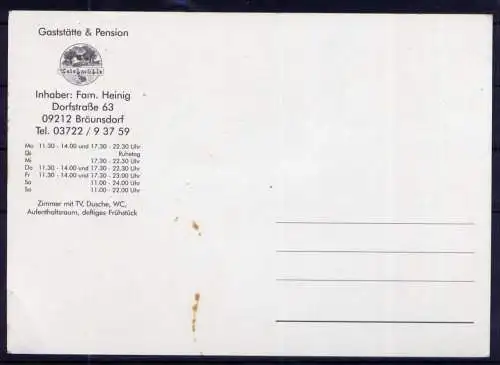 Gaststätte & Pension
Teichmühle
Inhaber: Fam. Heinig
Dorfstraße 63
09212 Bräunsdorf
Tel. 03722 / 9 37 59
Mo 11.30 - 14.00 und 17.30 - 22.30 Uhr
Di Ruhetag
Mi 17.30 - 22.30 Uhr
Do 11.30 - 14.00 und 17.30 - 22.30 Uhr
Fr 11.30 - 14.00 und 17.30 - 23.00 Uhr
Sa 11.00 - 24.00 Uhr
So 11.00 - 22.00 Uhr
Zimmer mit TV, Dusche, WC,
Aufenthaltsraum, deftiges Frühstück